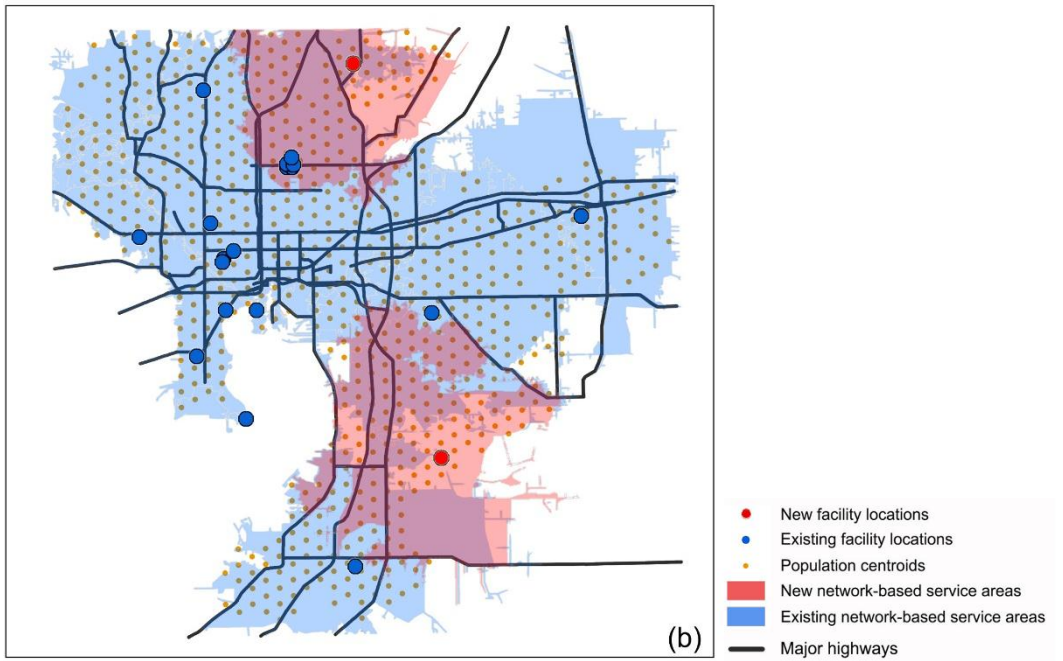 (b)
New facility locations
Existing facility locations
Population centroids
New network-based service areas
Existing network-based service areas
Major highways